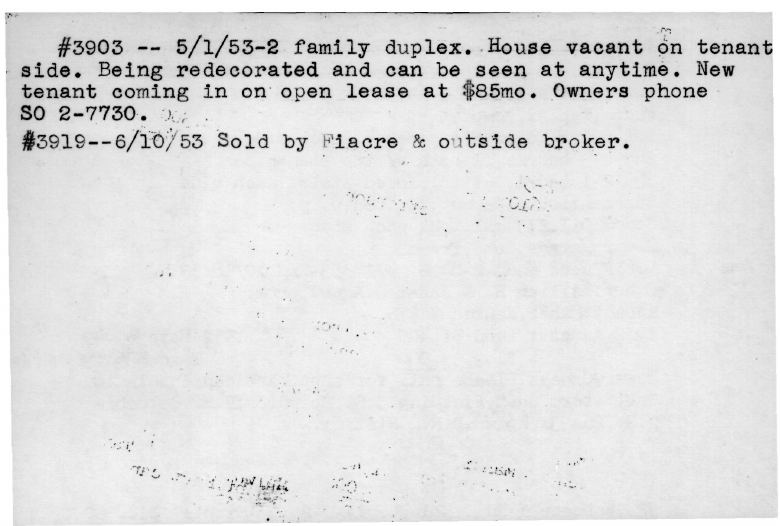 #3903 -- 5/1/53-2 family duplex. House vacant on tenant
side. Being redecorated and can be seen at anytime. New
tenant coming in on open lease at $85mo. Owners phone
SO 2-7730.
#3919--6/10/53 Sold by Fiacre & outside broker.